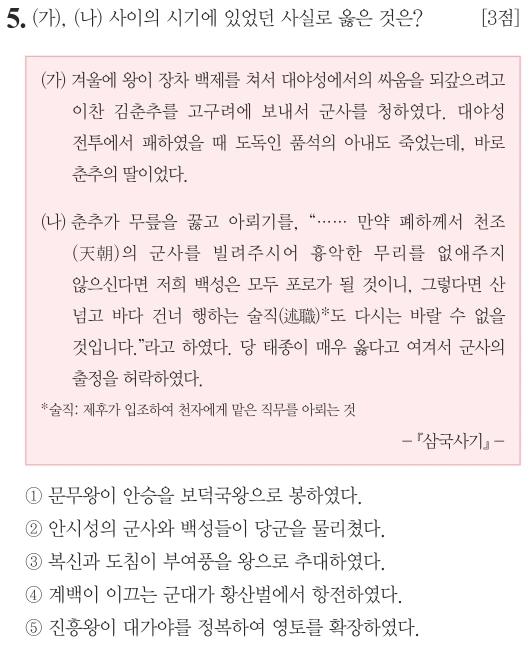 5. (가), (나) 사이의 시기에 있었던 사실로 옳은 것은? [3점]
(가) 겨울에 왕이 장차 백제를 쳐서 대야성에서의 싸움을 되갚으려고
이찬 김춘추를 고구려에 보내서 군사를 청하였다. 대야성
전투에서 패하였을 때 도독인 품석의 아내도 죽었는데, 바로
춘추의 딸이었다.
(나) 춘추가 무릎을 꿇고 아뢰기를, “…… 만약 폐하께서 천조
(天朝)의 군사를 빌려주시어 흉악한 무리를 없애주지
않으신다면 저희 백성은 모두 포로가 될 것이니, 그렇다면 산
넘고 바다 건너 행하는 술직(述職)*도 다시는 바랄 수 없을
것입니다.”라고 하였다. 당 태종이 매우 옳다고 여겨서 군사의
출정을 허락하였다.
*술직: 제후가 입조하여 천자에게 맡은 직무를 아뢰는 것
－『삼국사기』－
① 문무왕이 안승을 보덕국왕으로 봉하였다.
② 안시성의 군사와 백성들이 당군을 물리쳤다.
③ 복신과 도침이 부여풍을 왕으로 추대하였다.
④ 계백이 이끄는 군대가 황산벌에서 항전하였다.
⑤ 진흥왕이 대가야를 정복하여 영토를 확장하였다.